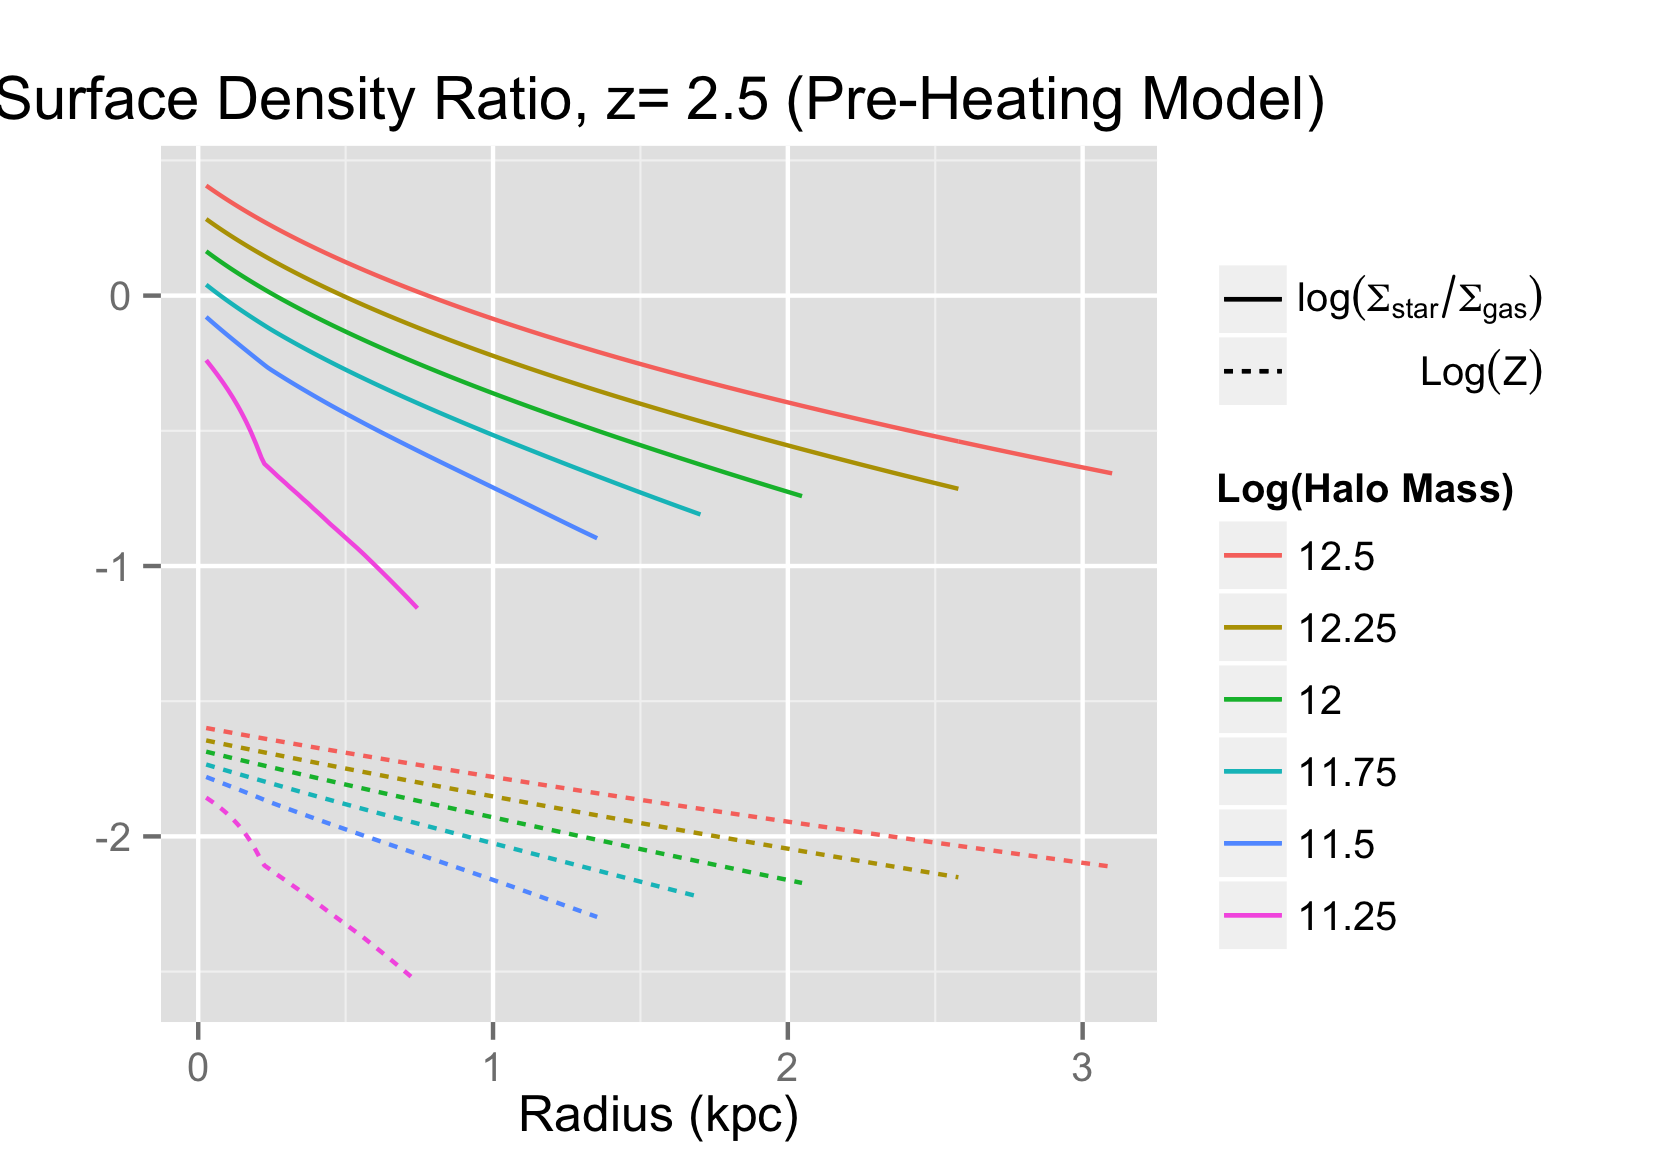 Surface Density Ratio, z= 2.5 (Pre-Heating Model)
0
-1
-2
0 1 2 3
Radius (kpc)
log(Σstar/Σgas)
Log(Z)
Log(Halo Mass)
12.5
12.25
12
11.75
11.5
11.25